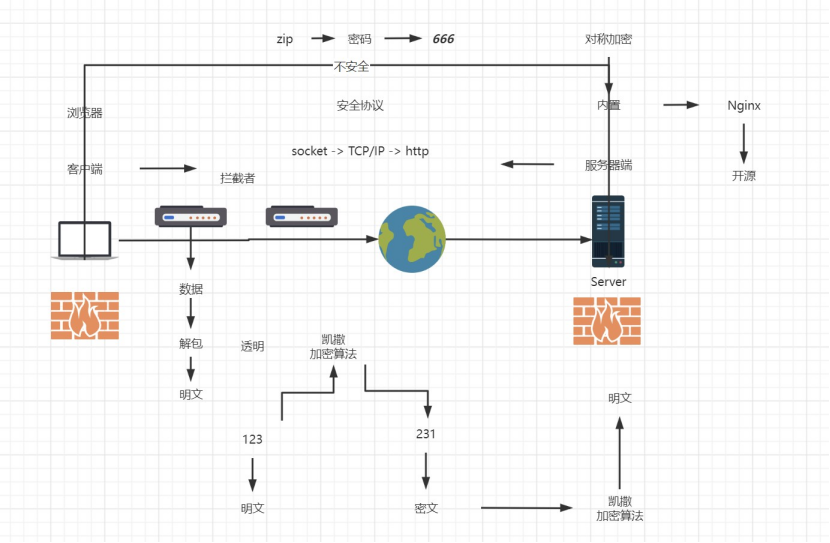 zip
密码
666
对称加密
不安全
浏览器
安全协议
内置
Nginx
socket -> TCP/IP -> http
客户端
拦截者
服务器端
开源
Server
数据
解包
透明
凯撒
加密算法
明文
明文
123
231
明文
密文
凯撒
加密算法